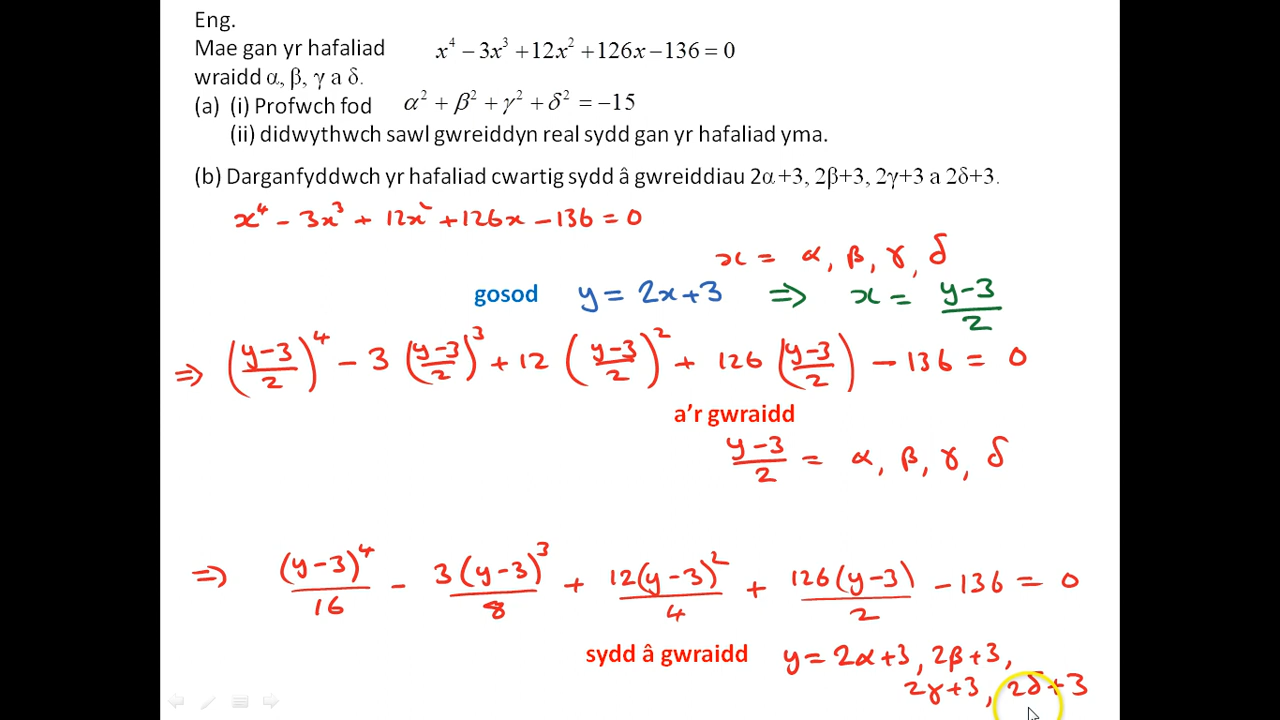 Eng.
Mae gan yr hafaliad x⁴ − 3x³ + 12x² + 126x − 136 = 0
wraidd α, β, γ a δ.
(a) (i) Profwch fod α² + β² + γ² + δ² = −15
(ii) didwythwch sawl gwreiddyn real sydd gan yr hafaliad yma.
(b) Darganfyddwch yr hafaliad cwartig sydd â gwreiddiau 2α+3, 2β+3, 2γ+3 a 2δ+3.
x⁴ − 3x³ + 12x² + 126x − 136 = 0
x = α, β, γ, δ
gosod y = 2x+3 ⇒ x = (y−3)/2
⇒ ((y−3)/2)⁴ − 3((y−3)/2)³ + 12((y−3)/2)² + 126((y−3)/2) − 136 = 0
a'r gwraidd
(y−3)/2 = α, β, γ, δ
⇒ (y−3)⁴/16 − 3(y−3)³/8 + 12(y−3)²/4 + 126(y−3)/2 − 136 = 0
sydd â gwraidd y = 2α+3, 2β+3,
2γ+3, 2δ+3